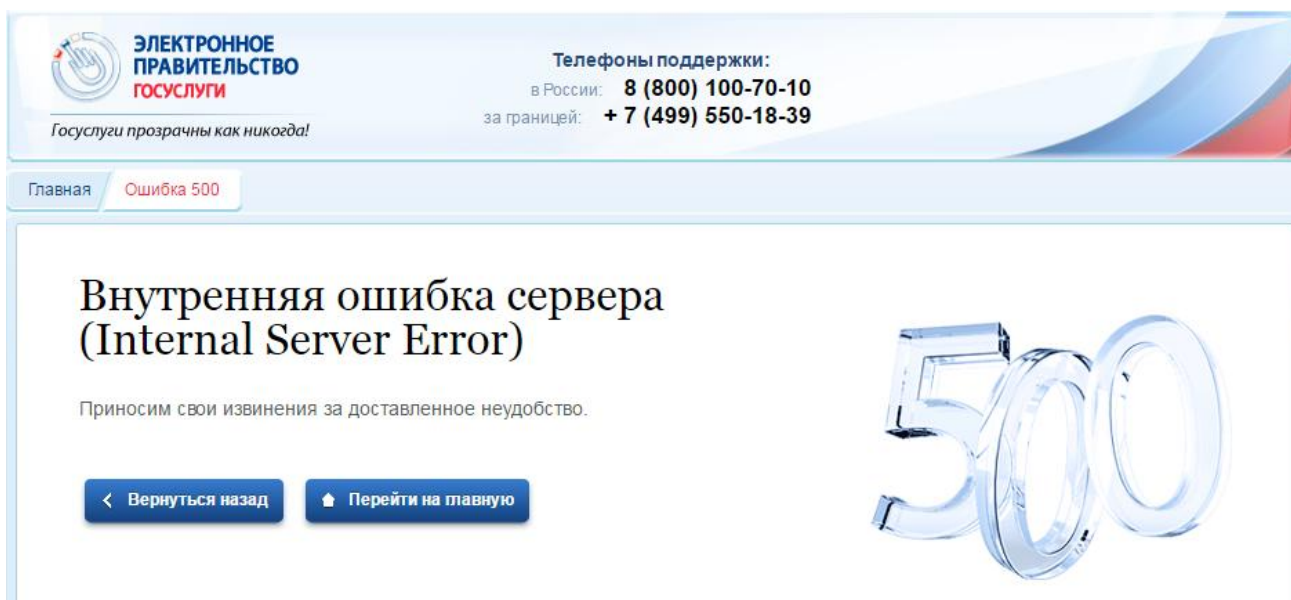 ЭЛЕКТРОННОЕ
ПРАВИТЕЛЬСТВО
ГОСУСЛУГИ
Госуслуги прозрачны как никогда!
Телефоны поддержки:
в России: 8 (800) 100-70-10
за границей: + 7 (499) 550-18-39
Главная
Ошибка 500
Внутренняя ошибка сервера
(Internal Server Error)
Приносим свои извинения за доставленное неудобство.
Вернуться назад
Перейти на главную
500